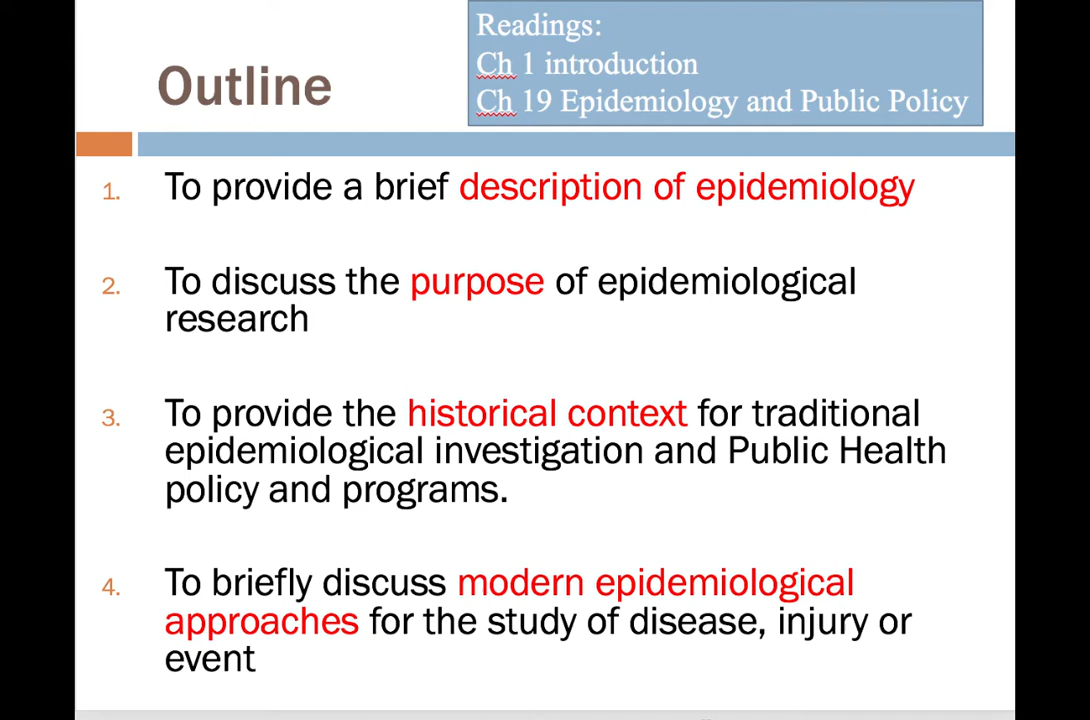 Readings:
Ch 1 introduction
Ch 19 Epidemiology and Public Policy
Outline
1. To provide a brief description of epidemiology
2. To discuss the purpose of epidemiological
research
3. To provide the historical context for traditional
epidemiological investigation and Public Health
policy and programs.
4. To briefly discuss modern epidemiological
approaches for the study of disease, injury or
event